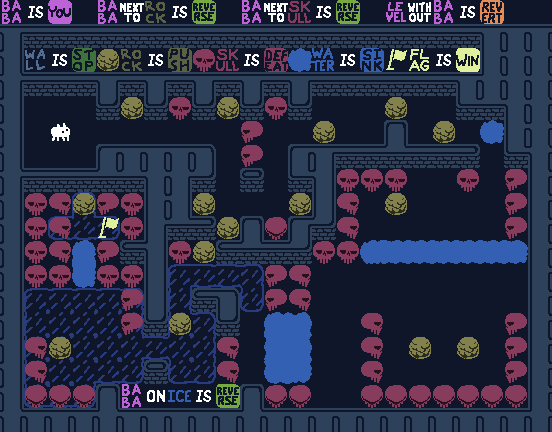 BABA IS YOU BABA NEXT TO ROCK IS REVERSE BABA NEXT TO SKULL IS REVERSE LEVEL WITHOUT BABA IS REVERT
WALL IS STOP ROCK IS PUSH SKULL IS DEFEAT WATER IS SINK FLAG IS WIN
BABA ON ICE IS REVERSE